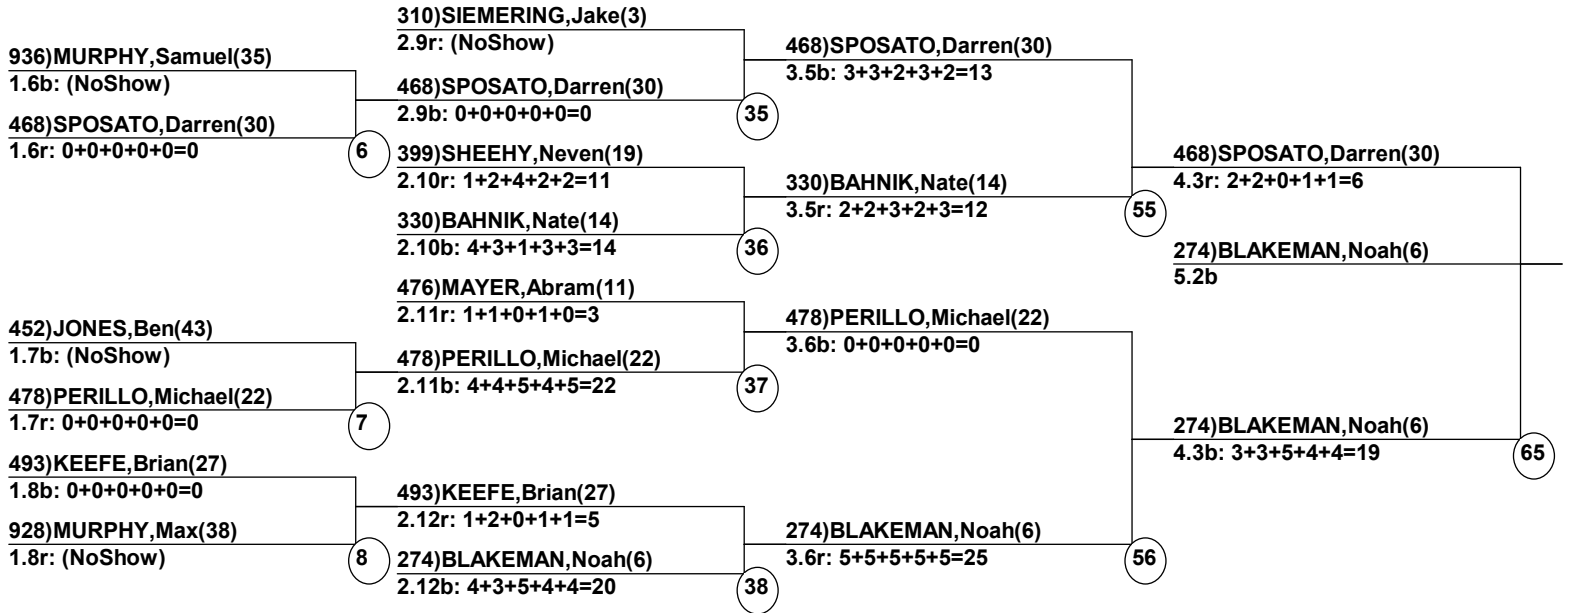 936)MURPHY,Samuel(35)
1.6b: (NoShow)
468)SPOSATO,Darren(30)
1.6r: 0+0+0+0+0=0
6
452)JONES,Ben(43)
1.7b: (NoShow)
478)PERILLO,Michael(22)
1.7r: 0+0+0+0+0=0
7
493)KEEFE,Brian(27)
1.8b: 0+0+0+0+0=0
928)MURPHY,Max(38)
1.8r: (NoShow)
8
310)SIEMERING,Jake(3)
2.9r: (NoShow)
468)SPOSATO,Darren(30)
2.9b: 0+0+0+0+0=0
35
399)SHEEHY,Neven(19)
2.10r: 1+2+4+2+2=11
330)BAHNIK,Nate(14)
2.10b: 4+3+1+3+3=14
36
476)MAYER,Abram(11)
2.11r: 1+1+0+1+0=3
478)PERILLO,Michael(22)
2.11b: 4+4+5+4+5=22
37
493)KEEFE,Brian(27)
2.12r: 1+2+0+1+1=5
274)BLAKEMAN,Noah(6)
2.12b: 4+3+5+4+4=20
38
468)SPOSATO,Darren(30)
3.5b: 3+3+2+3+2=13
330)BAHNIK,Nate(14)
3.5r: 2+2+3+2+3=12
55
478)PERILLO,Michael(22)
3.6b: 0+0+0+0+0=0
274)BLAKEMAN,Noah(6)
3.6r: 5+5+5+5+5=25
56
468)SPOSATO,Darren(30)
4.3r: 2+2+0+1+1=6
274)BLAKEMAN,Noah(6)
5.2b
274)BLAKEMAN,Noah(6)
4.3b: 3+3+5+4+4=19
65